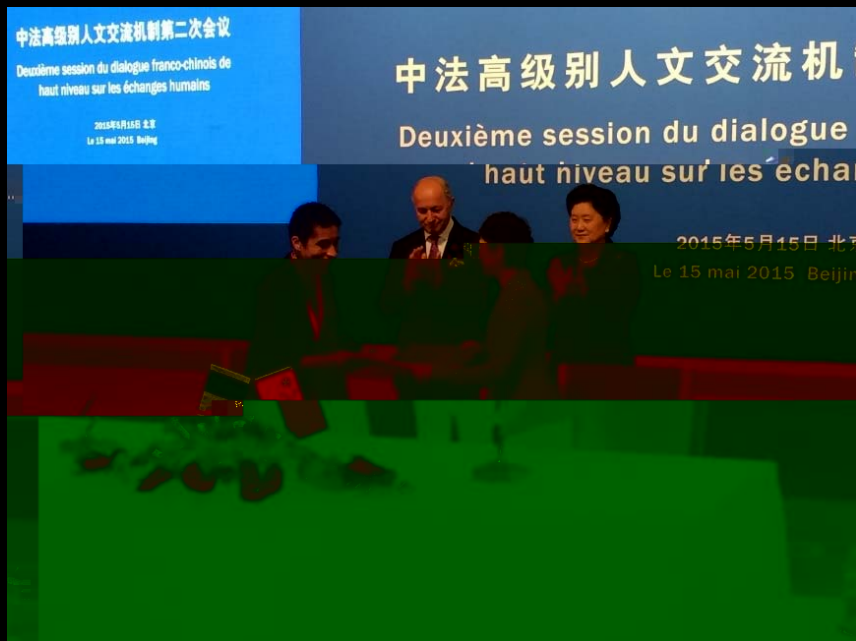 中法高级别人文交流机制第二次会议
Deuxième session du dialogue franco-chinois de
haut niveau sur les échanges humains
2015年5月15日 北京
Le 15 mai 2015 Beijing
中法高级别人文交流机
Deuxième session du dialogue
haut niveau sur les écha
2015年5月15日 北京
Le 15 mai 2015 Beijin